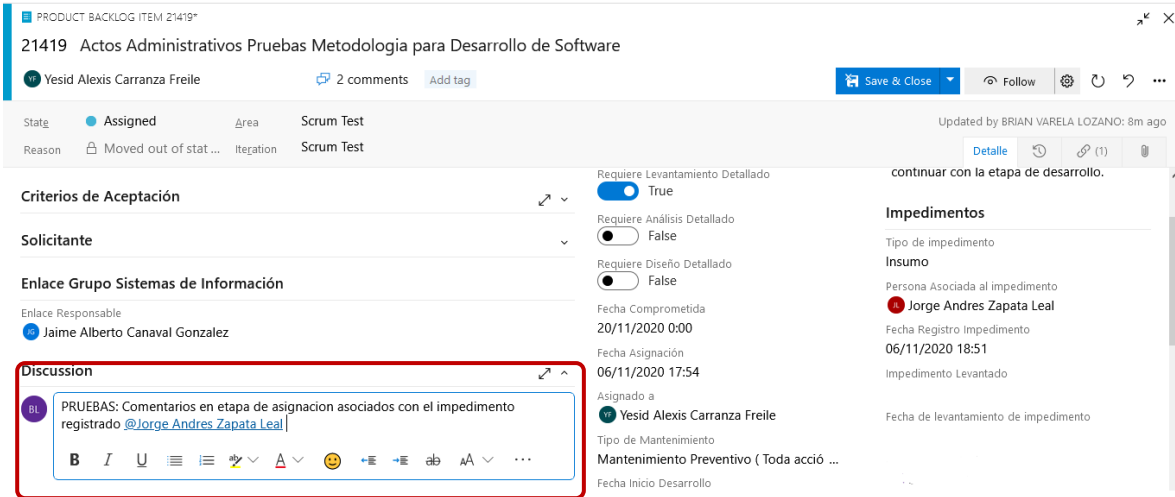 PRODUCT BACKLOG ITEM 21419*
21419 Actos Administrativos Pruebas Metodologia para Desarrollo de Software
YF Yesid Alexis Carranza Freile
2 comments
Add tag
Save & Close
Follow
State
Assigned
Area
Scrum Test
Updated by BRIAN VARELA LOZANO: 8m ago
Reason
Moved out of stat ...
Iteration
Scrum Test
Detalle
(1)
Criterios de Aceptación
Solicitante
Enlace Grupo Sistemas de Información
Enlace Responsable
JG Jaime Alberto Canaval Gonzalez
Discussion
BL
PRUEBAS: Comentarios en etapa de asignacion asociados con el impedimento
registrado @Jorge Andres Zapata Leal
B I U ab A ab AA ...
Requiere Levantamiento Detallado
True
Requiere Análisis Detallado
False
Requiere Diseño Detallado
False
Fecha Comprometida
20/11/2020 0:00
Fecha Asignación
06/11/2020 17:54
Asignado a
YF Yesid Alexis Carranza Freile
Tipo de Mantenimiento
Mantenimiento Preventivo ( Toda acció ...
Fecha Inicio Desarrollo
continuar con la etapa de desarrollo.
Impedimentos
Tipo de impedimento
Insumo
Persona Asociada al impedimento
JL Jorge Andres Zapata Leal
Fecha Registro Impedimento
06/11/2020 18:51
Impedimento Levantado
Fecha de levantamiento de impedimento